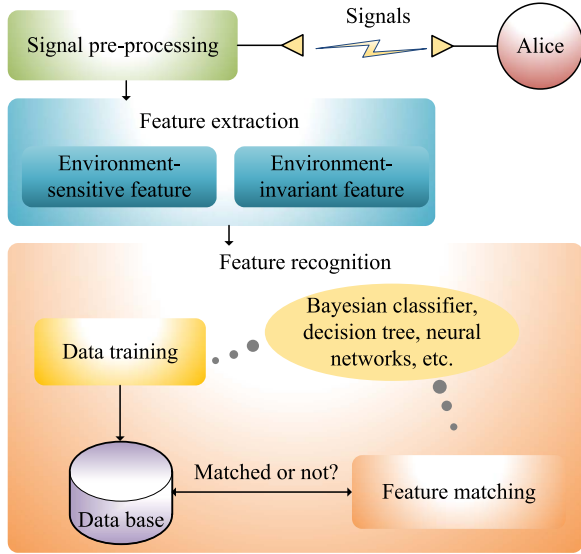 Signals
Signal pre-processing
Alice
Feature extraction
Environment-
sensitive feature
Environment-
invariant feature
Feature recognition
Bayesian classifier,
decision tree, neural
networks, etc.
Data training
Matched or not?
Data base
Feature matching